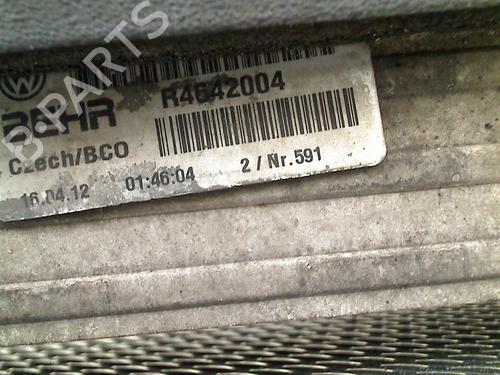 B-PARTS
R4642004
BEHR
Czech/BCO
16.04.12 01:46:04 2/Nr.591